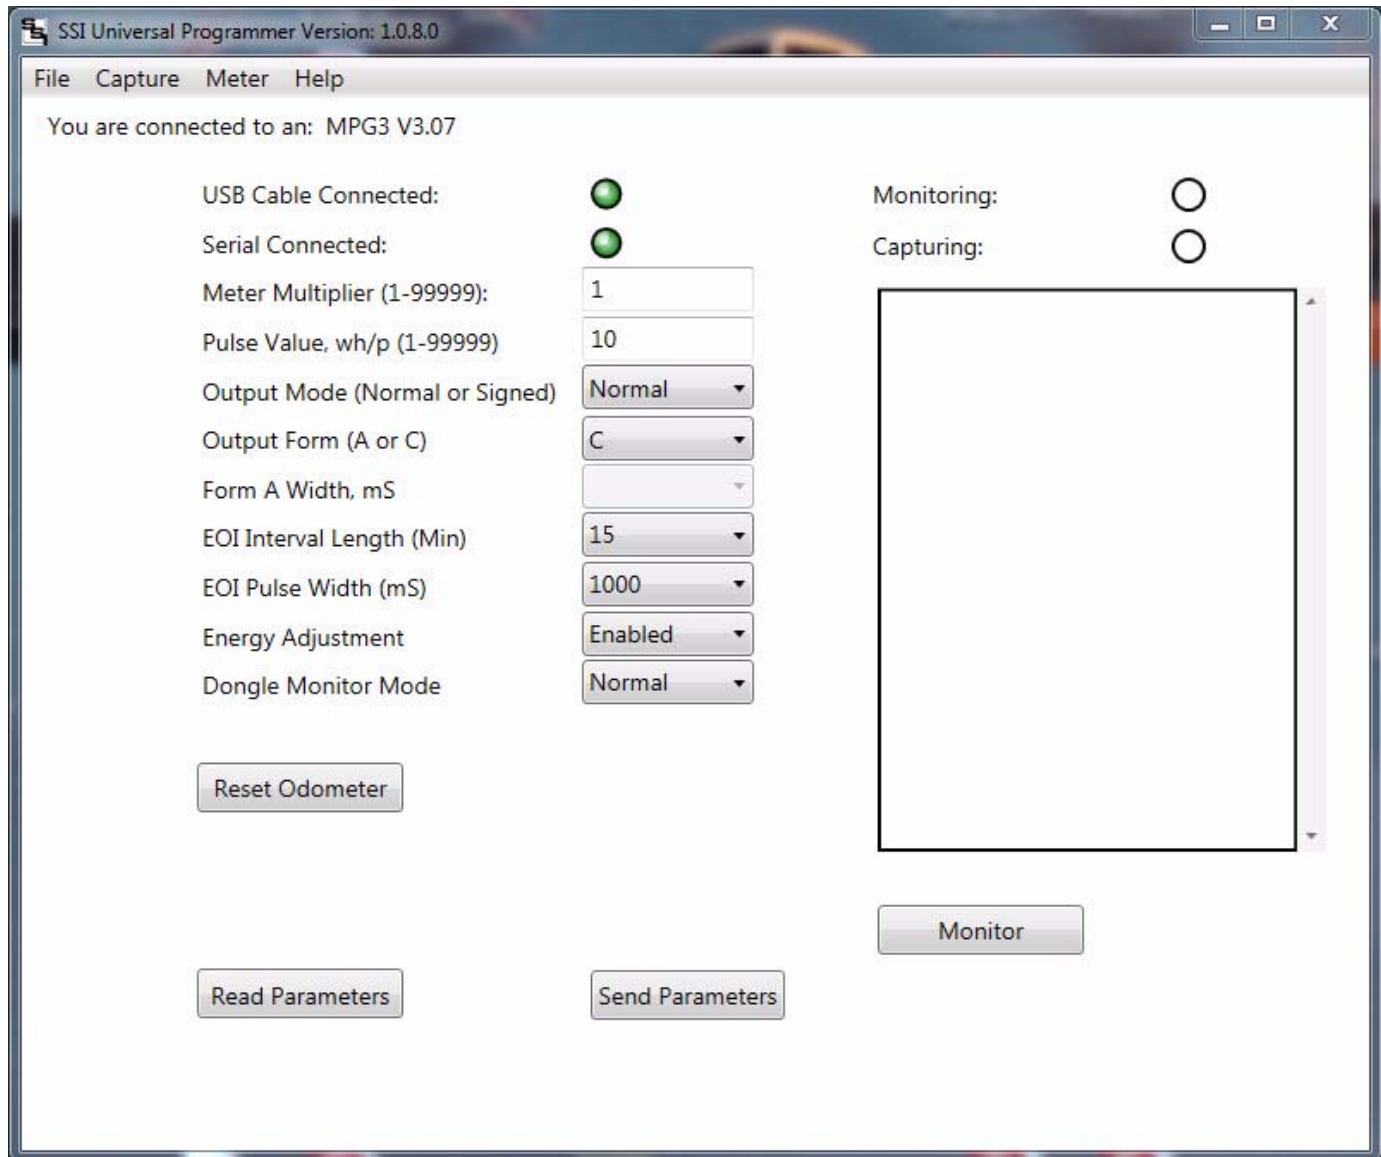 SSI Universal Programmer Version: 1.0.8.0
File Capture Meter Help
You are connected to an: MPG3 V3.07
USB Cable Connected:
Serial Connected:
Meter Multiplier (1-99999): 1
Pulse Value, wh/p (1-99999) 10
Output Mode (Normal or Signed) Normal
Output Form (A or C) C
Form A Width, mS
EOI Interval Length (Min) 15
EOI Pulse Width (mS) 1000
Energy Adjustment Enabled
Dongle Monitor Mode Normal
Reset Odometer
Read Parameters
Send Parameters
Monitoring:
Capturing:
Monitor